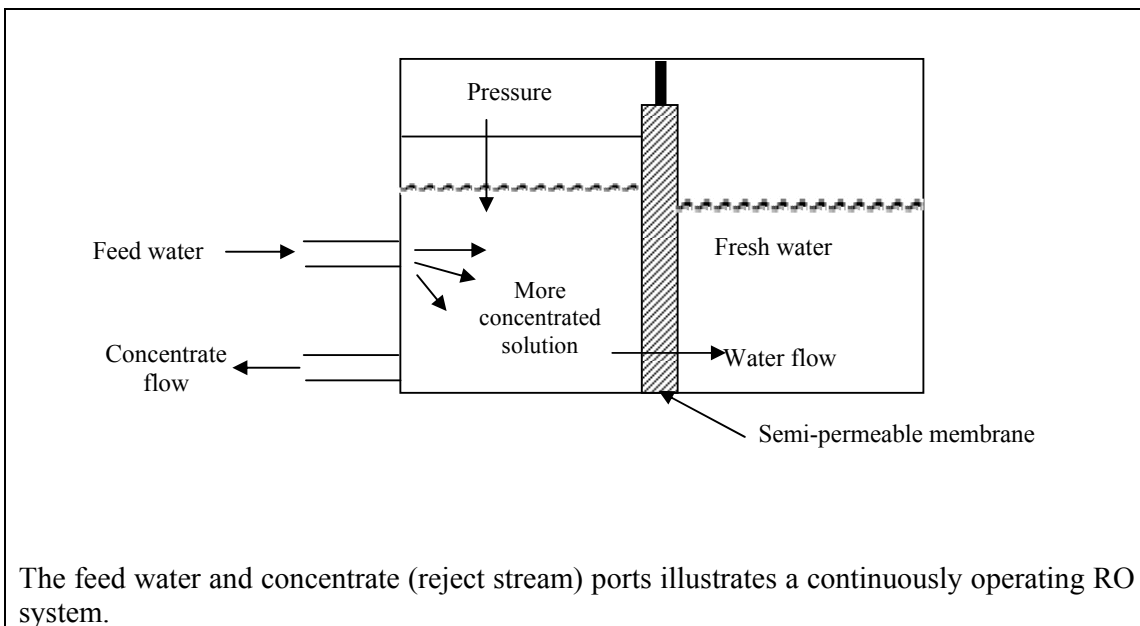 Pressure
Feed water
Fresh water
More
concentrated
solution
Concentrate
flow
Water flow
Semi-permeable membrane
The feed water and concentrate (reject stream) ports illustrates a continuously operating RO
system.